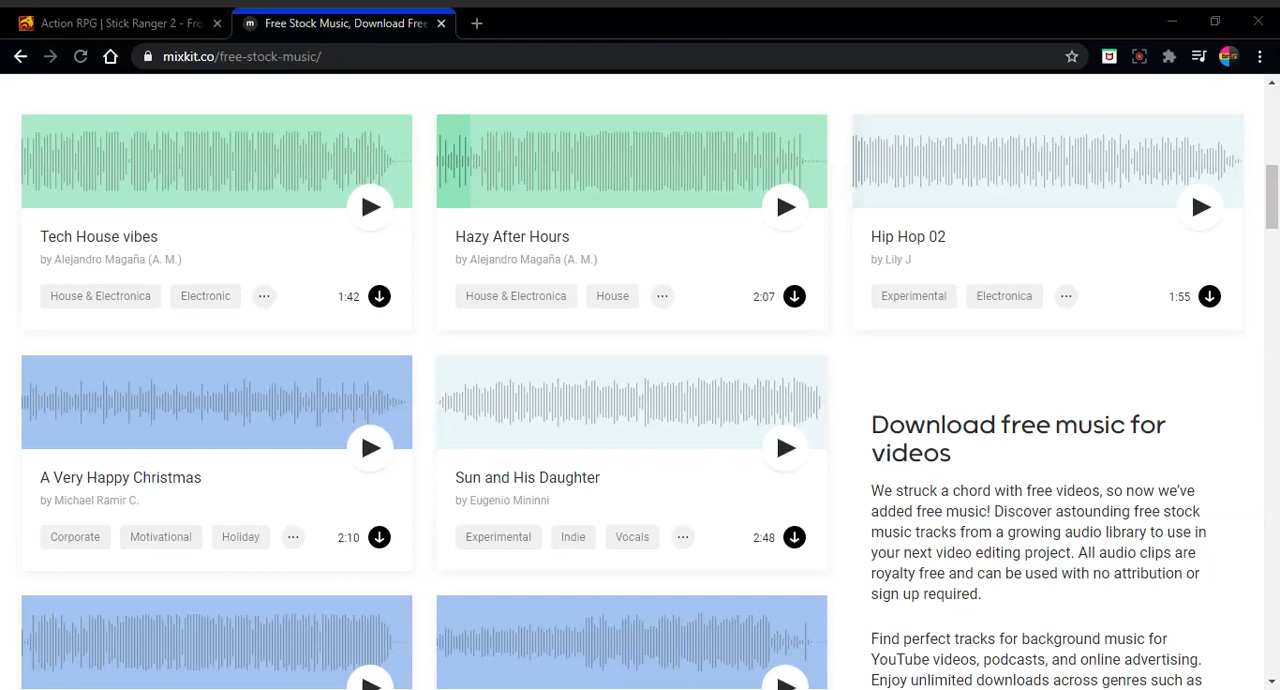 Action RPG | Stick Ranger 2 - Fre
Free Stock Music, Download Free
mixkit.co/free-stock-music/
Tech House vibes
by Alejandro Magaña (A. M.)
House & Electronica
Electronic
...
1:42
Hazy After Hours
by Alejandro Magaña (A. M.)
House & Electronica
House
...
2:07
Hip Hop 02
by Lily J
Experimental
Electronica
...
1:55
A Very Happy Christmas
by Michael Ramir C.
Corporate
Motivational
Holiday
...
2:10
Sun and His Daughter
by Eugenio Mininni
Experimental
Indie
Vocals
...
2:48
Download free music for
videos
We struck a chord with free videos, so now we've
added free music! Discover astounding free stock
music tracks from a growing audio library to use in
your next video editing project. All audio clips are
royalty free and can be used with no attribution or
sign up required.
Find perfect tracks for background music for
YouTube videos, podcasts, and online advertising.
Enjoy unlimited downloads across genres such as